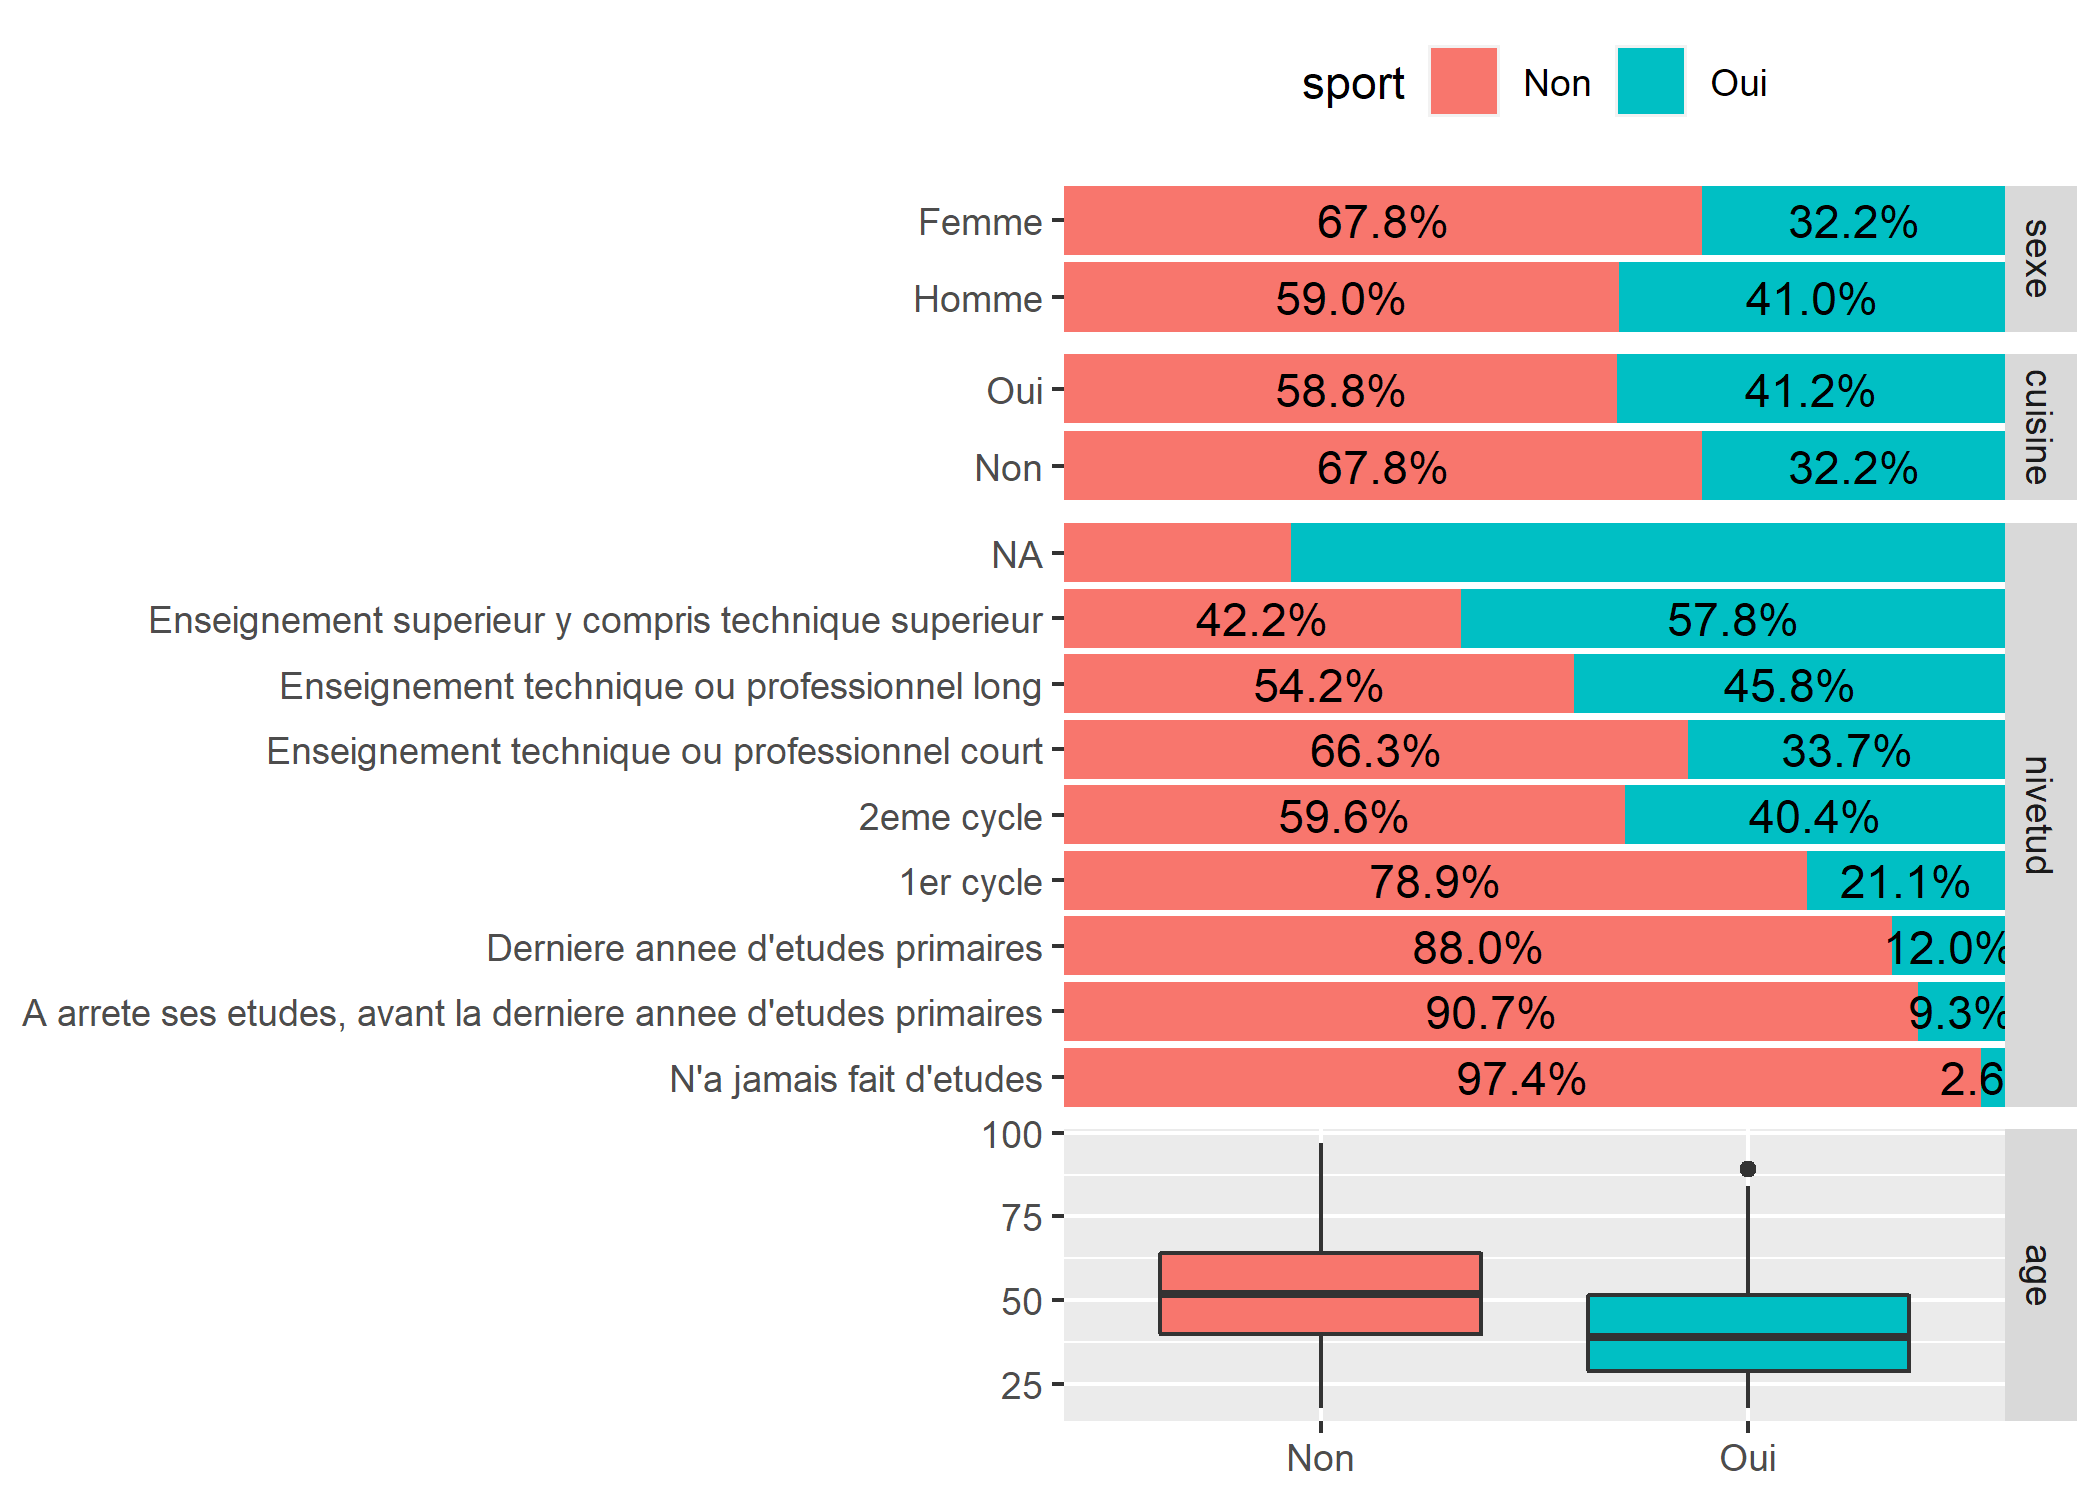 sport Non Oui
Femme 67.8% 32.2%
Homme 59.0% 41.0%
sexe
Oui 58.8% 41.2%
Non 67.8% 32.2%
cuisine
NA
Enseignement superieur y compris technique superieur 42.2% 57.8%
Enseignement technique ou professionnel long 54.2% 45.8%
Enseignement technique ou professionnel court 66.3% 33.7%
2eme cycle 59.6% 40.4%
1er cycle 78.9% 21.1%
Derniere annee d'etudes primaires 88.0% 12.0%
A arrete ses etudes, avant la derniere annee d'etudes primaires 90.7% 9.3%
N'a jamais fait d'etudes 97.4% 2.6
nivetud
100
75
50
25
age
Non Oui